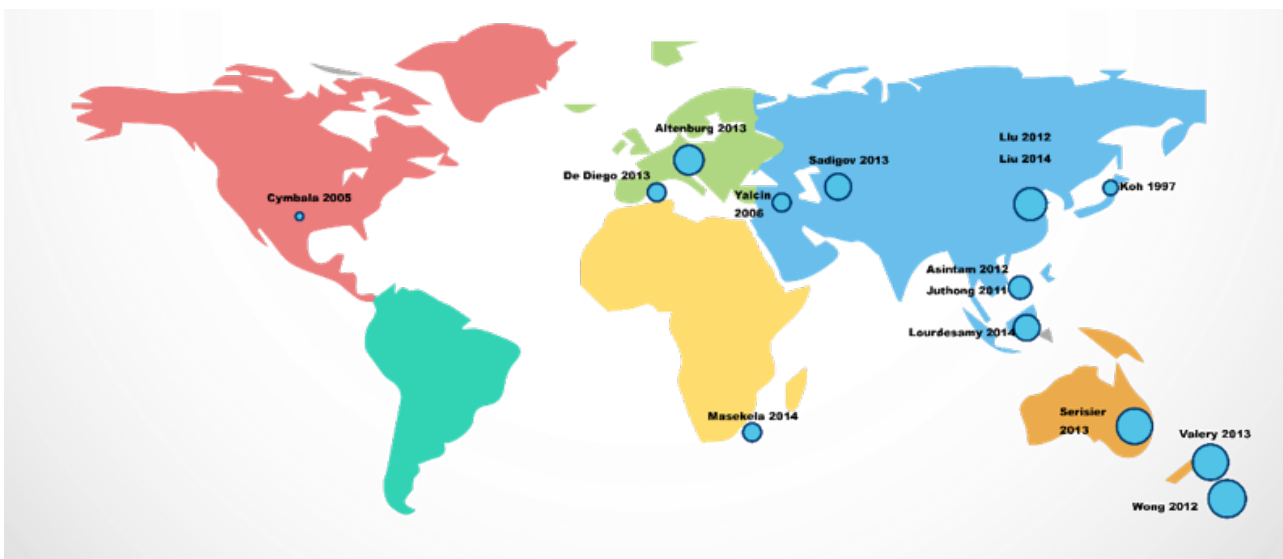 Altenburg 2013
Liu 2012
Liu 2014
Sadigov 2013
De Diego 2013
Koh 1997
Yalcin
2006
Cymbala 2005
Asintam 2012
Juthong 2011
Lourdesamy 2014
Masekela 2014
Serisier
2013
Valery 2013
Wong 2012